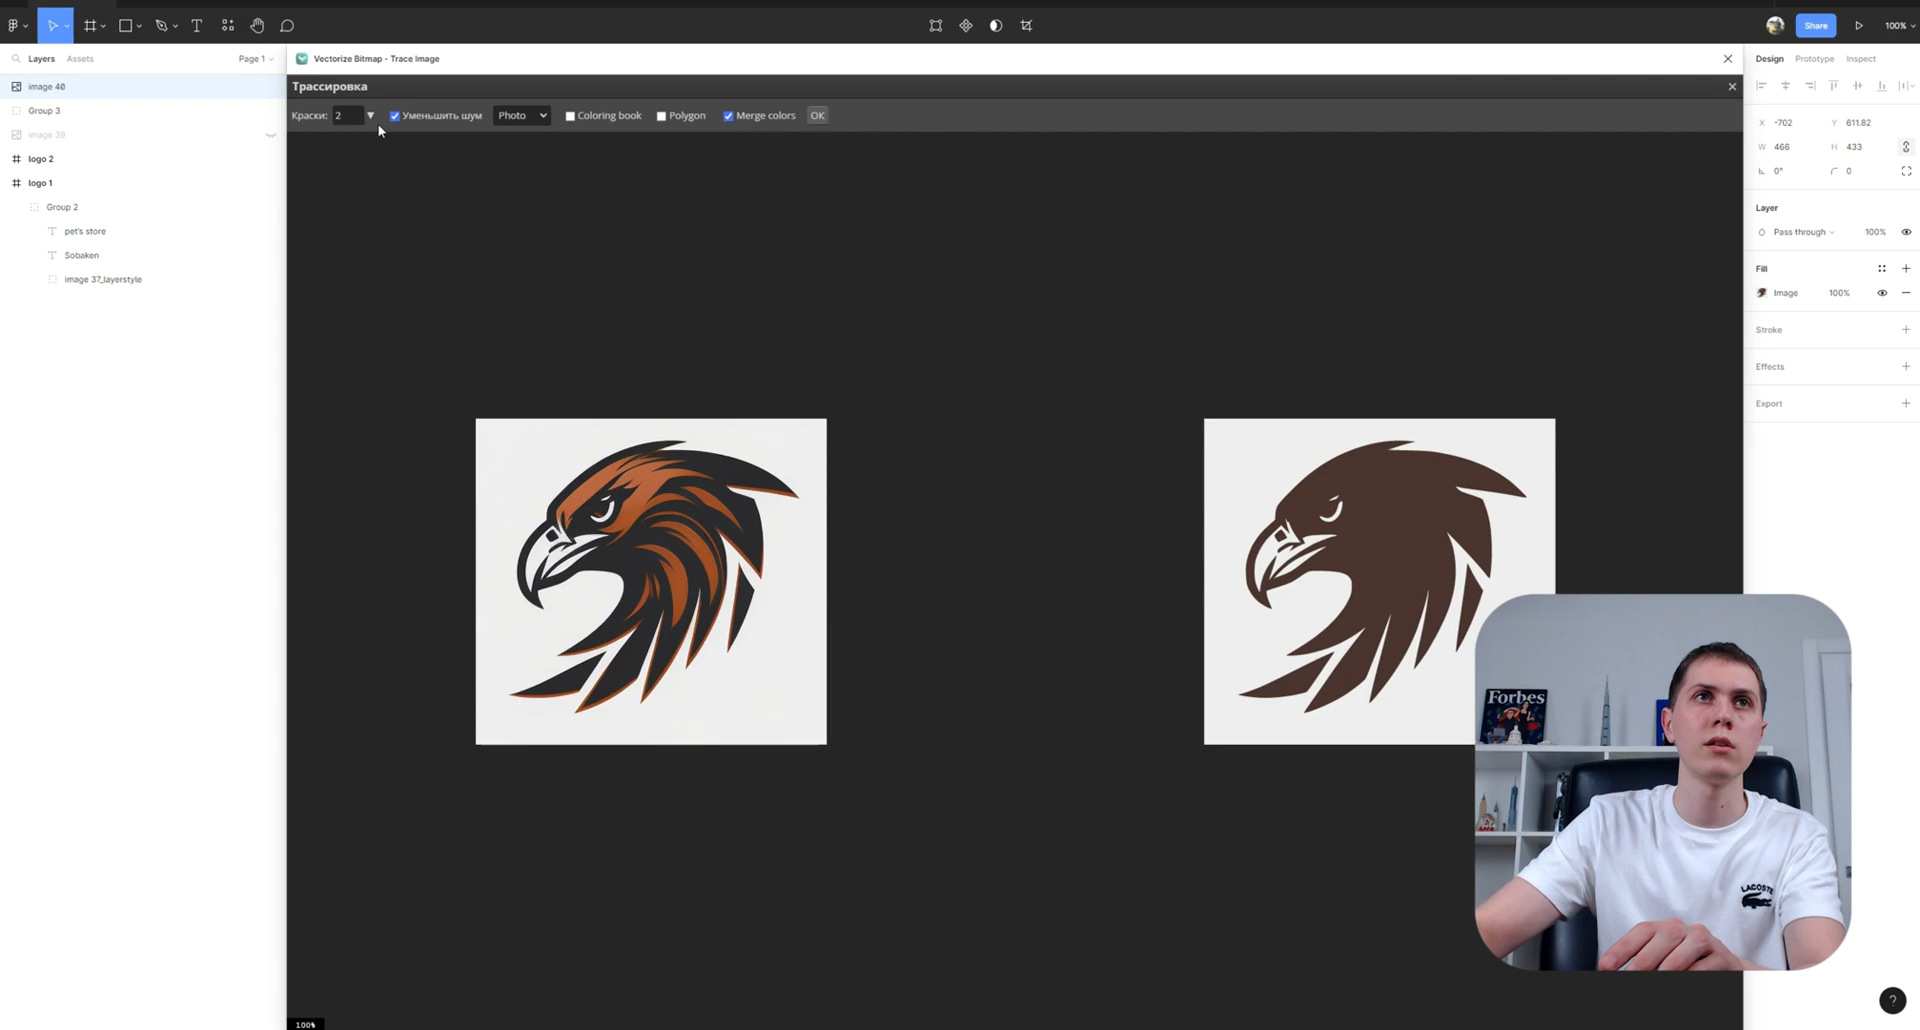 Share
100%
Layers
Assets
Page 1
Vectorize Bitmap - Trace Image
Design
Prototype
Inspect
image 40
Трассировка
Group 3
Краски: 2
Уменьшить шум
Photo
Coloring book
Polygon
Merge colors
OK
X -702
Y 611.82
image 39
W 466
H 433
logo 2
0°
0
logo 1
Group 2
Layer
pet's store
Pass through
100%
Sobaken
Fill
image 37_layerstyle
Image
100%
Stroke
Effects
Export
Forbes
LACOSTE
100%
?